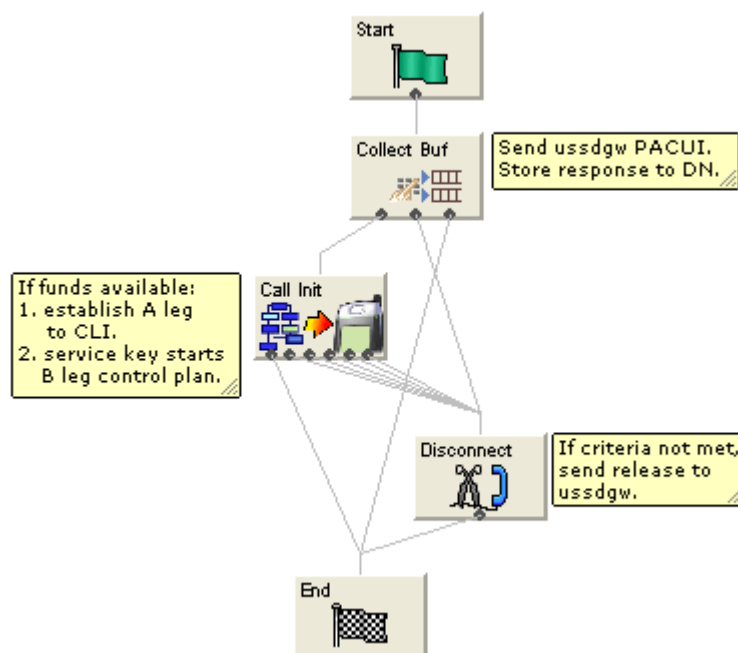 Start
Collect Buf
Send ussdgw PACUI.
Store response to DN.
If funds available:
1. establish A leg
to CLI.
2. service key starts
B leg control plan.
Call Init
Disconnect
If criteria not met,
send release to
ussdgw.
End